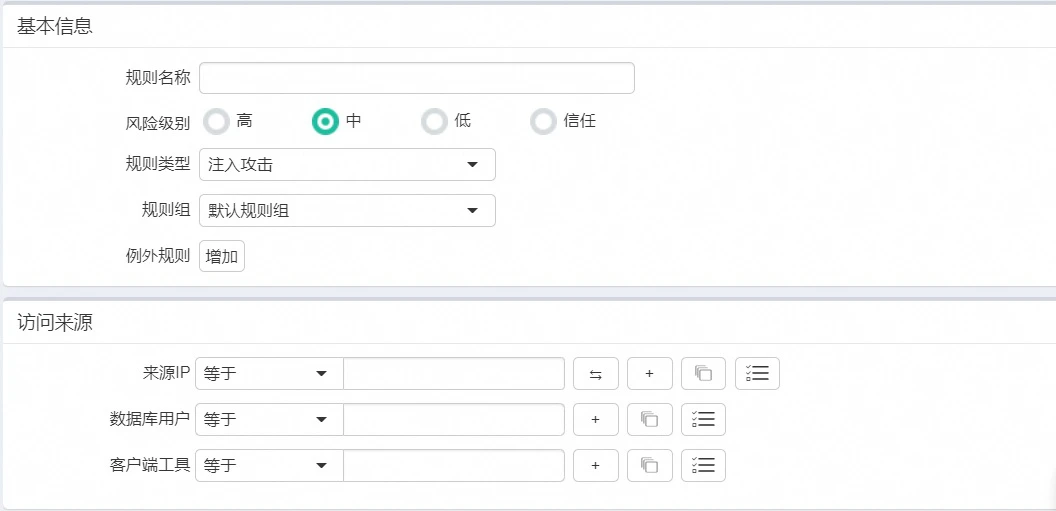 基本信息
规则名称
风险级别 高 中 低 信任
规则类型 注入攻击
规则组 默认规则组
例外规则 增加
访问来源
来源IP 等于 ⇆ +
数据库用户 等于 +
客户端工具 等于 +